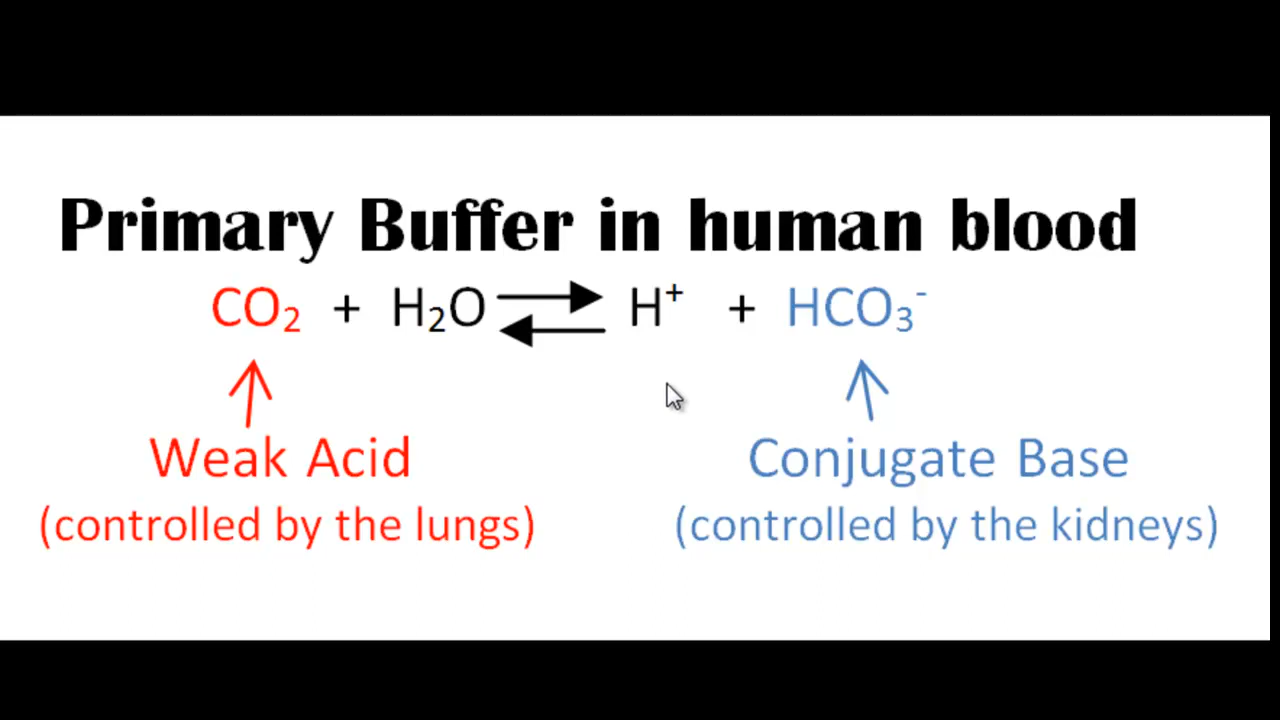 Primary Buffer in human blood
CO₂ + H₂O ⇌ H⁺ + HCO₃⁻
Weak Acid Conjugate Base
(controlled by the lungs) (controlled by the kidneys)